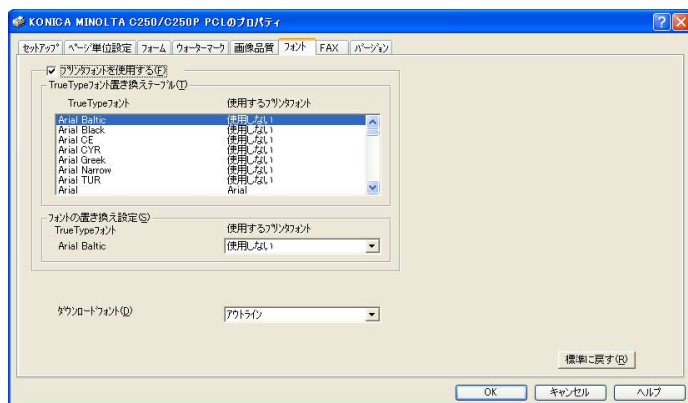 KONICA MINOLTA C250/C250P PCLのプロパティ
セットアップ ページ単位設定 フォーム ウォーターマーク 画像品質 フォント FAX バージョン
プリンタフォントを使用する(F)
TrueTypeフォント置き換えテーブル(T)
TrueTypeフォント 使用するプリンタフォント
Arial Baltic 使用しない
Arial Black 使用しない
Arial CE 使用しない
Arial CYR 使用しない
Arial Greek 使用しない
Arial Narrow 使用しない
Arial TUR 使用しない
Arial Arial
フォントの置き換え設定(S)
TrueTypeフォント 使用するプリンタフォント
Arial Baltic 使用しない
ダウンロードフォント(D) アウトライン
標準に戻す(R)
OK キャンセル ヘルプ